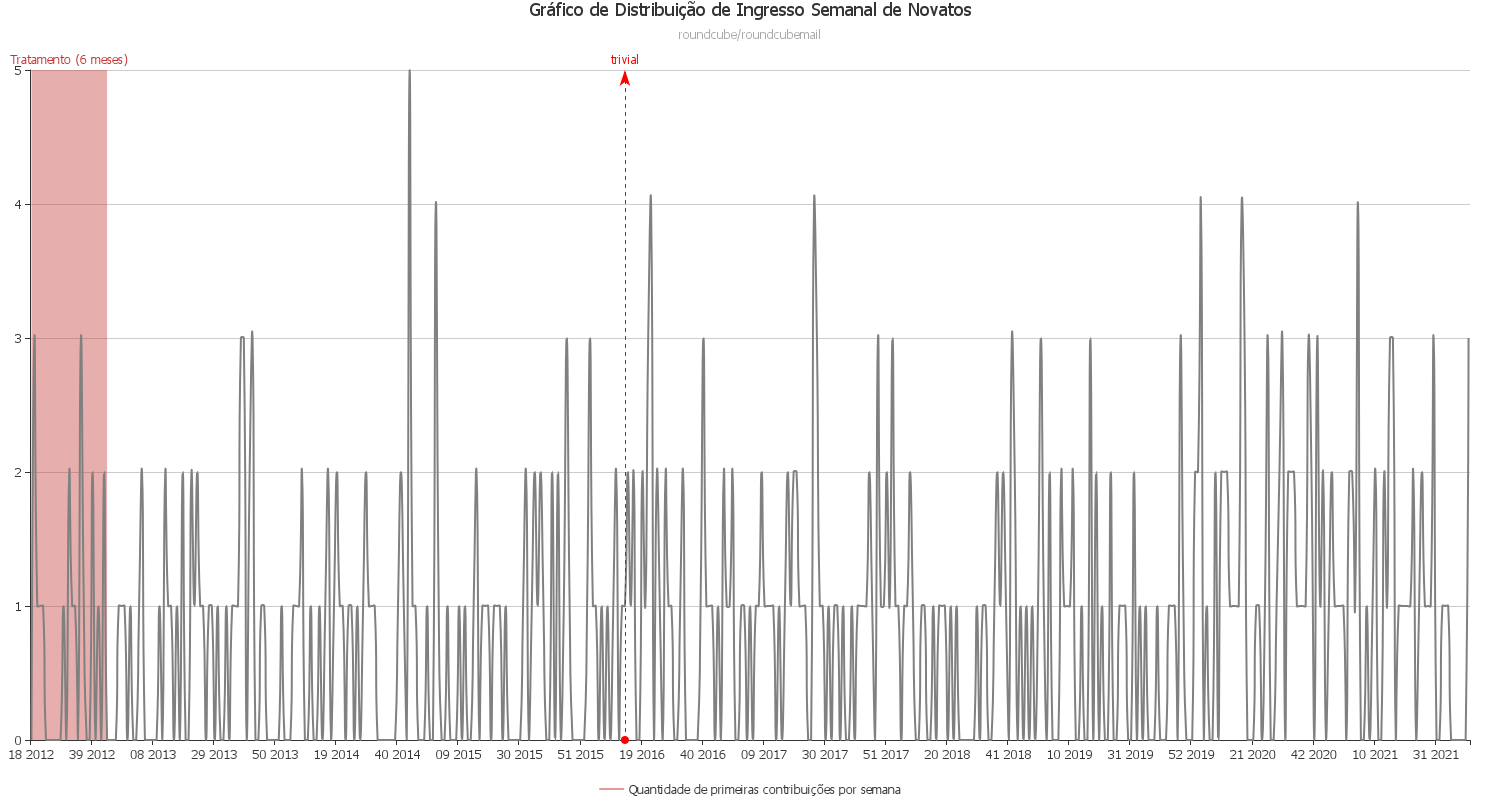 Gráfico de Distribuição de Ingresso Semanal de Novatos
roundcube/roundcubemail
Tratamento (6 meses)
trivial
5
4
3
2
1
0
18 2012 39 2012 08 2013 29 2013 50 2013 19 2014 40 2014 09 2015 30 2015 51 2015 19 2016 40 2016 09 2017 30 2017 51 2017 20 2018 41 2018 10 2019 31 2019 52 2019 21 2020 42 2020 10 2021 31 2021
Quantidade de primeiras contribuições por semana